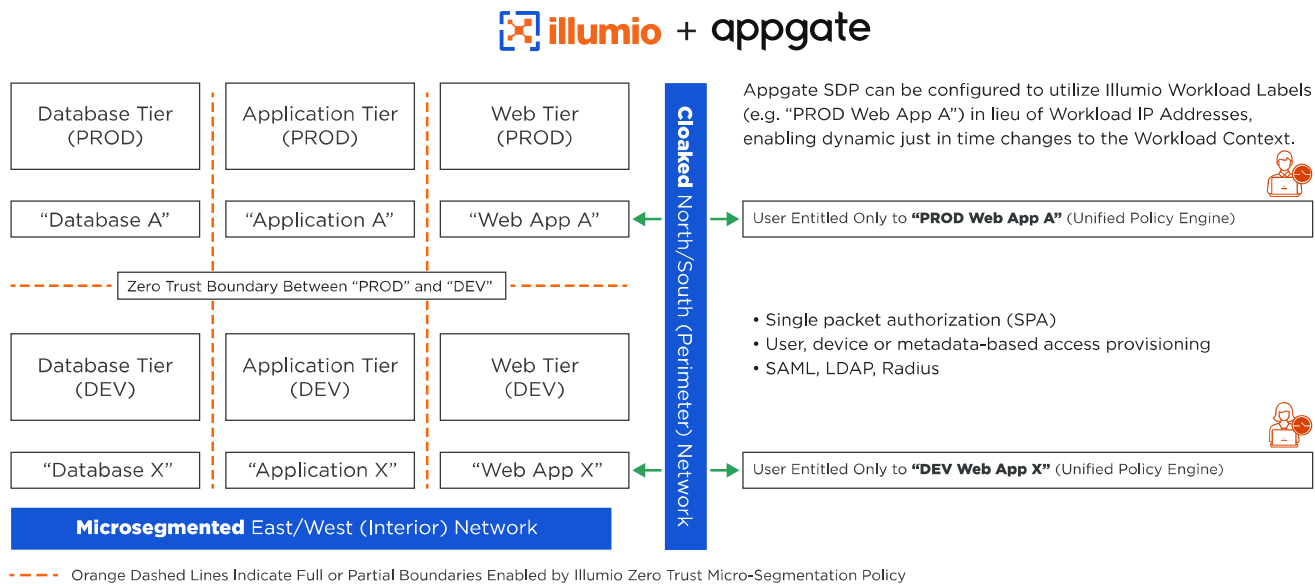 illumio + appgate
Database Tier
(PROD)
Application Tier
(PROD)
Web Tier
(PROD)
“Database A”
“Application A”
“Web App A”
Zero Trust Boundary Between “PROD” and “DEV”
Database Tier
(DEV)
Application Tier
(DEV)
Web Tier
(DEV)
“Database X”
“Application X”
“Web App X”
Microsegmented East/West (Interior) Network
Cloaked North/South (Perimeter) Network
Appgate SDP can be configured to utilize Illumio Workload Labels
(e.g. “PROD Web App A”) in lieu of Workload IP Addresses,
enabling dynamic just in time changes to the Workload Context.
User Entitled Only to “PROD Web App A” (Unified Policy Engine)
• Single packet authorization (SPA)
• User, device or metadata-based access provisioning
• SAML, LDAP, Radius
User Entitled Only to “DEV Web App X” (Unified Policy Engine)
Orange Dashed Lines Indicate Full or Partial Boundaries Enabled by Illumio Zero Trust Micro-Segmentation Policy